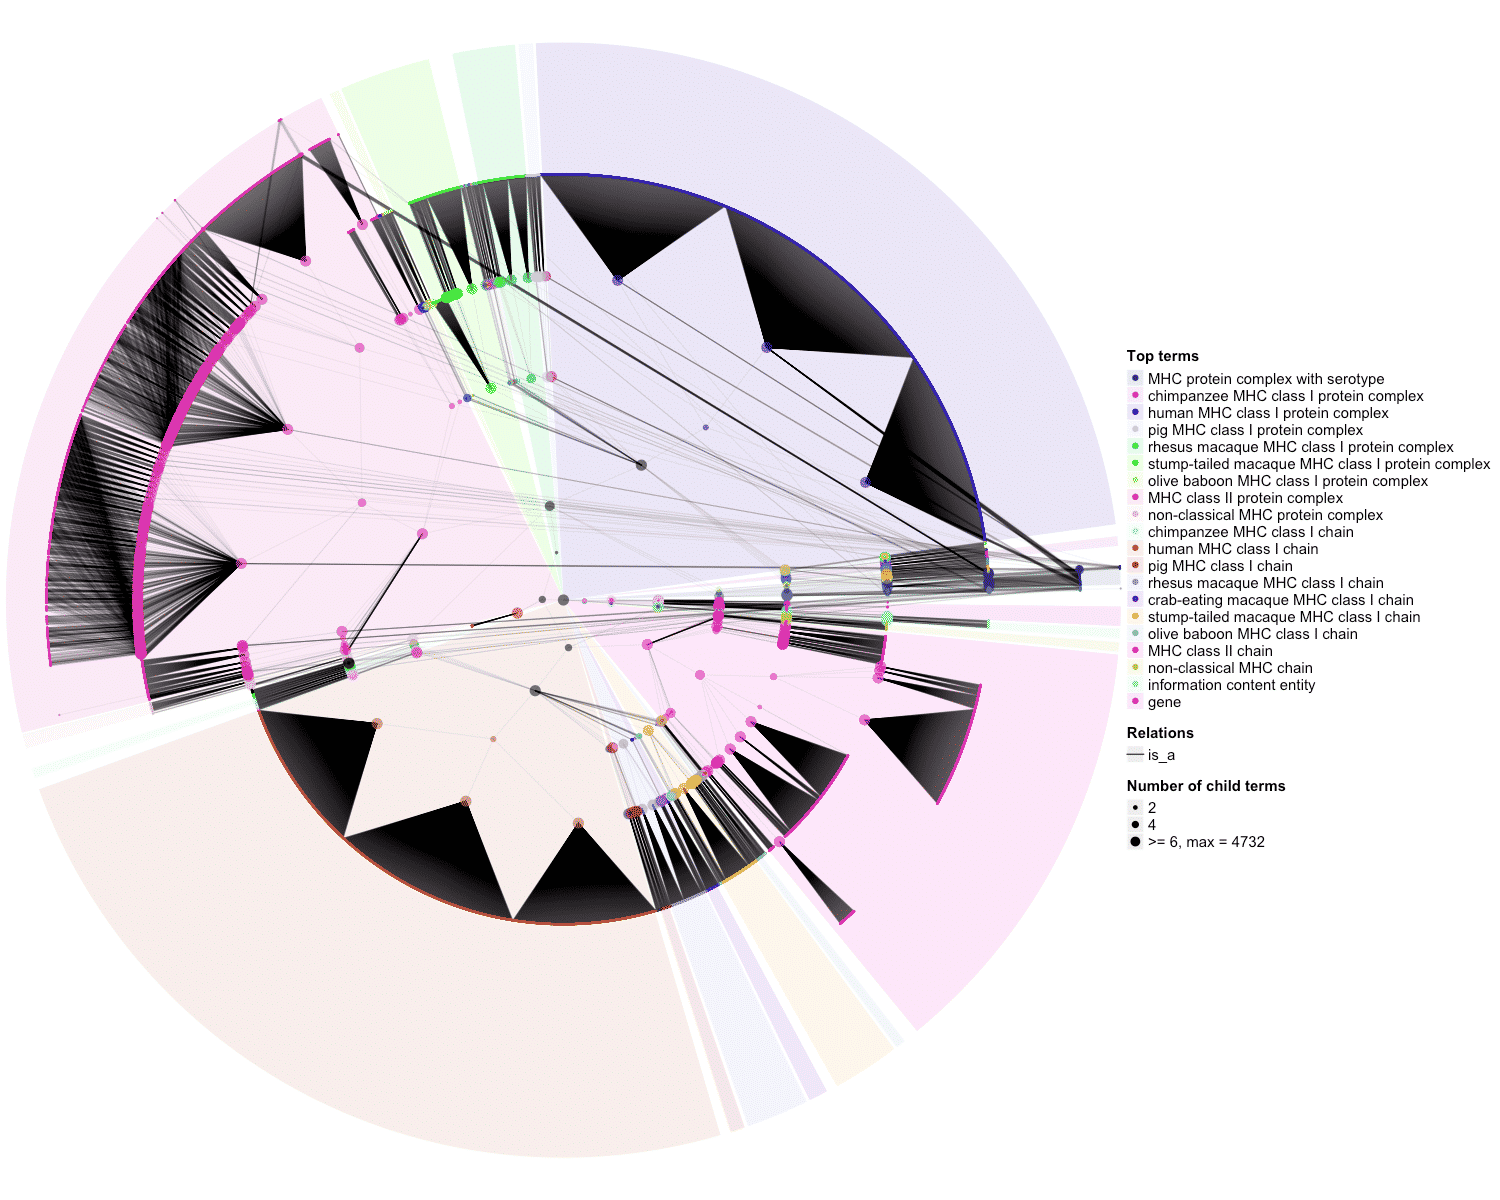 Top terms
MHC protein complex with serotype
chimpanzee MHC class I protein complex
human MHC class I protein complex
pig MHC class I protein complex
rhesus macaque MHC class I protein complex
stump-tailed macaque MHC class I protein complex
olive baboon MHC class I protein complex
MHC class II protein complex
non-classical MHC protein complex
chimpanzee MHC class I chain
human MHC class I chain
pig MHC class I chain
rhesus macaque MHC class I chain
crab-eating macaque MHC class I chain
stump-tailed macaque MHC class I chain
olive baboon MHC class I chain
MHC class II chain
non-classical MHC chain
information content entity
gene
Relations
is_a
Number of child terms
2
4
>= 6, max = 4732